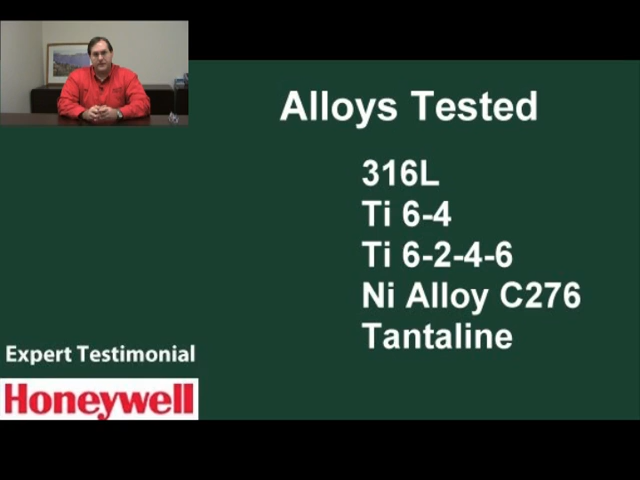 Alloys Tested
316L
Ti 6-4
Ti 6-2-4-6
Ni Alloy C276
Tantaline
Expert Testimonial
Honeywell